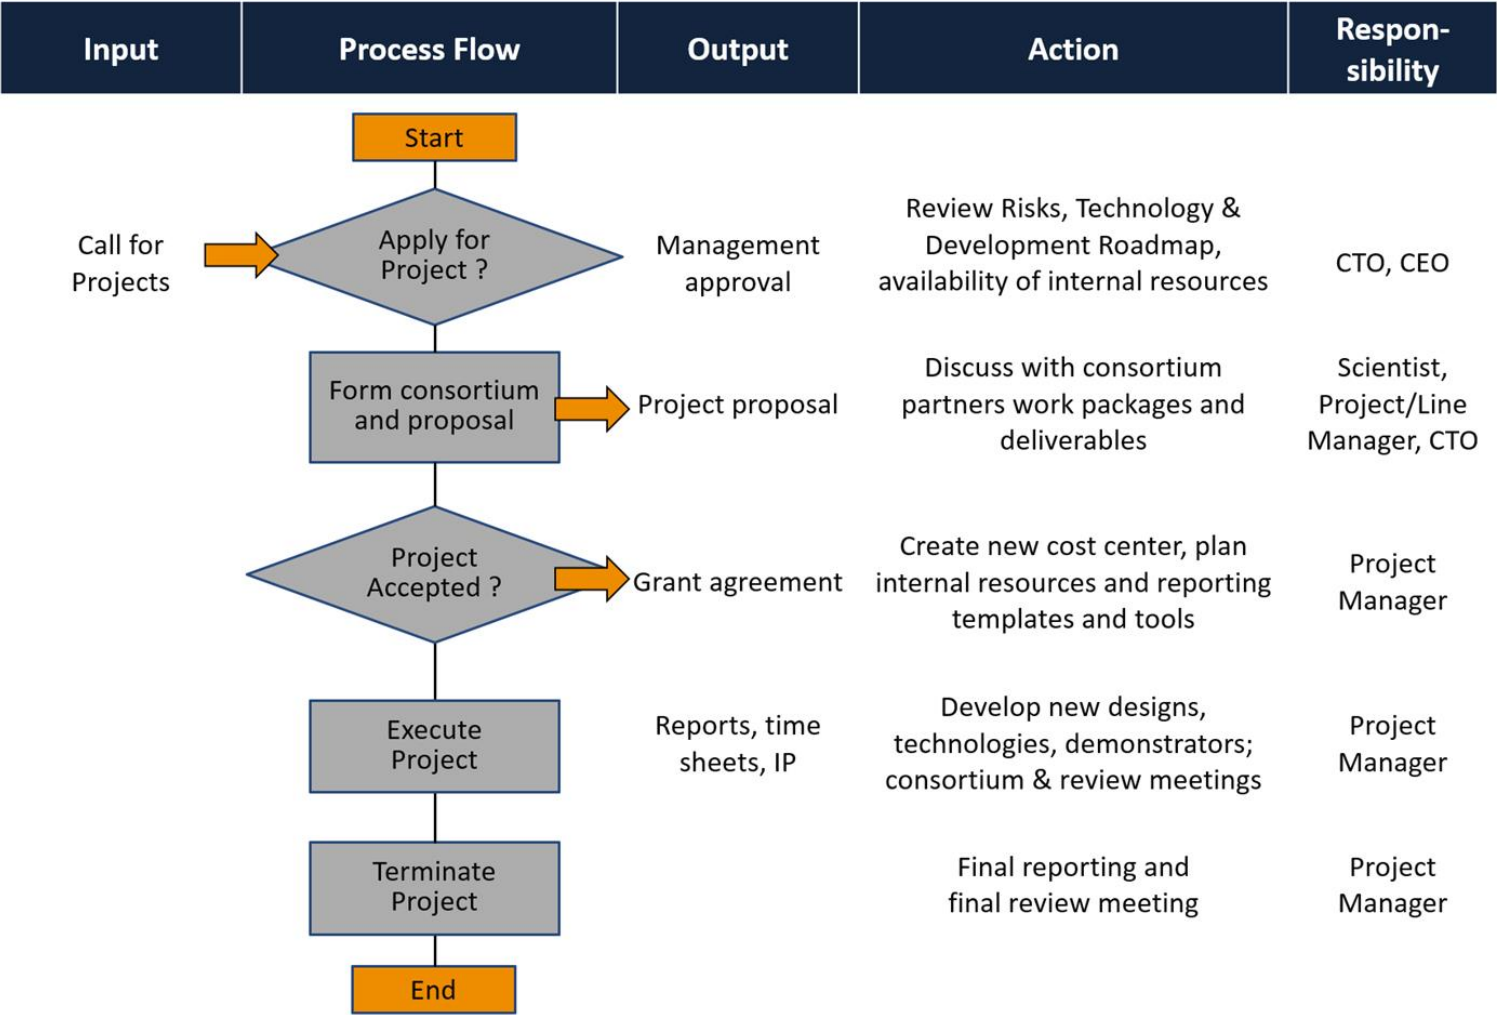 Input
Process Flow
Output
Action
Respon-
sibility
Start
Call for
Projects
Apply for
Project ?
Management
approval
Review Risks, Technology &
Development Roadmap,
availability of internal resources
CTO, CEO
Form consortium
and proposal
Project proposal
Discuss with consortium
partners work packages and
deliverables
Scientist,
Project/Line
Manager, CTO
Project
Accepted ?
Grant agreement
Create new cost center, plan
internal resources and reporting
templates and tools
Project
Manager
Execute
Project
Reports, time
sheets, IP
Develop new designs,
technologies, demonstrators;
consortium & review meetings
Project
Manager
Terminate
Project
Final reporting and
final review meeting
Project
Manager
End